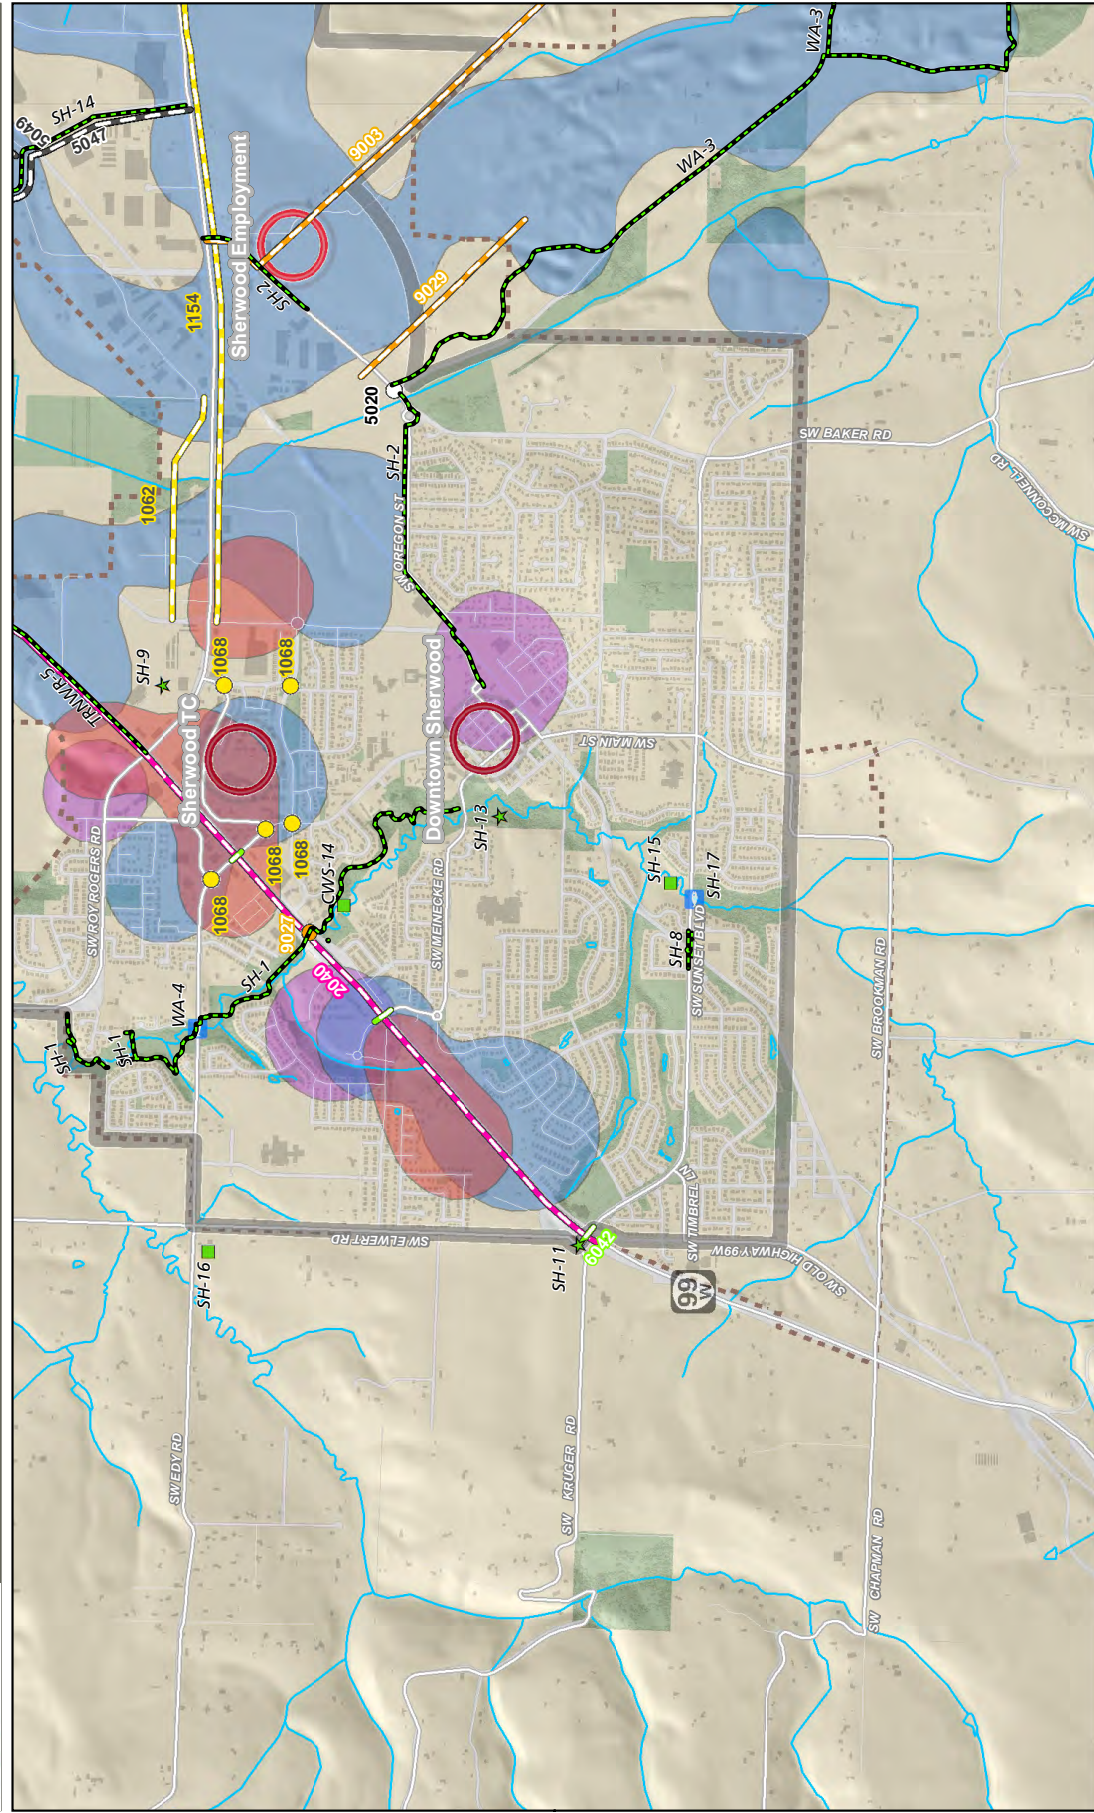 WA-3
SH-14
5049
5047
9003
WA-3
Sherwood Employment
SH-2
9029
1154
5020
SH-2
SW BAKER RD
SW MCCONNELL RD
1062
SW OREGON ST
TRNWR-5
SH-9
1068
1068
Sherwood TC
Downtown Sherwood
SW MAIN ST
SW ROY ROGERS RD
1068
1068
1068
CWS-14
SH-13
SH-15
SH-17
9027
SW MEINECKE RD
SH-8
SW SUNSET BLVD
SH-1
2040
WA-4
SH-1
SH-1
SW BROOKMAN RD
SW ELWERT RD
SH-16
SH-11
6042
SW TIMBREL LN
SW OLD HIGHWAY 99W
99
W
SW EDY RD
SW KRUGER RD
SW CHAPMAN RD